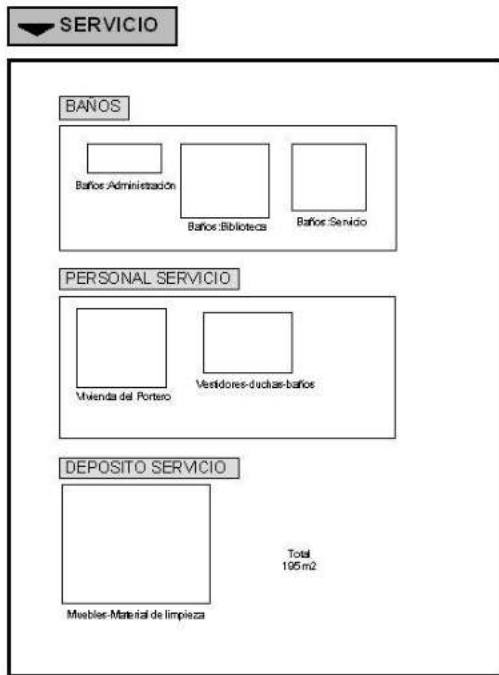 SERVICIO
BAÑOS
Baños:Administración
Baños:Biblioteca
Baños:Servicio
PERSONAL SERVICIO
Vivienda del Portero
Vestidores-duchas-baños
DEPOSITO SERVICIO
Total
195 m2
Muebles-Material de limpieza